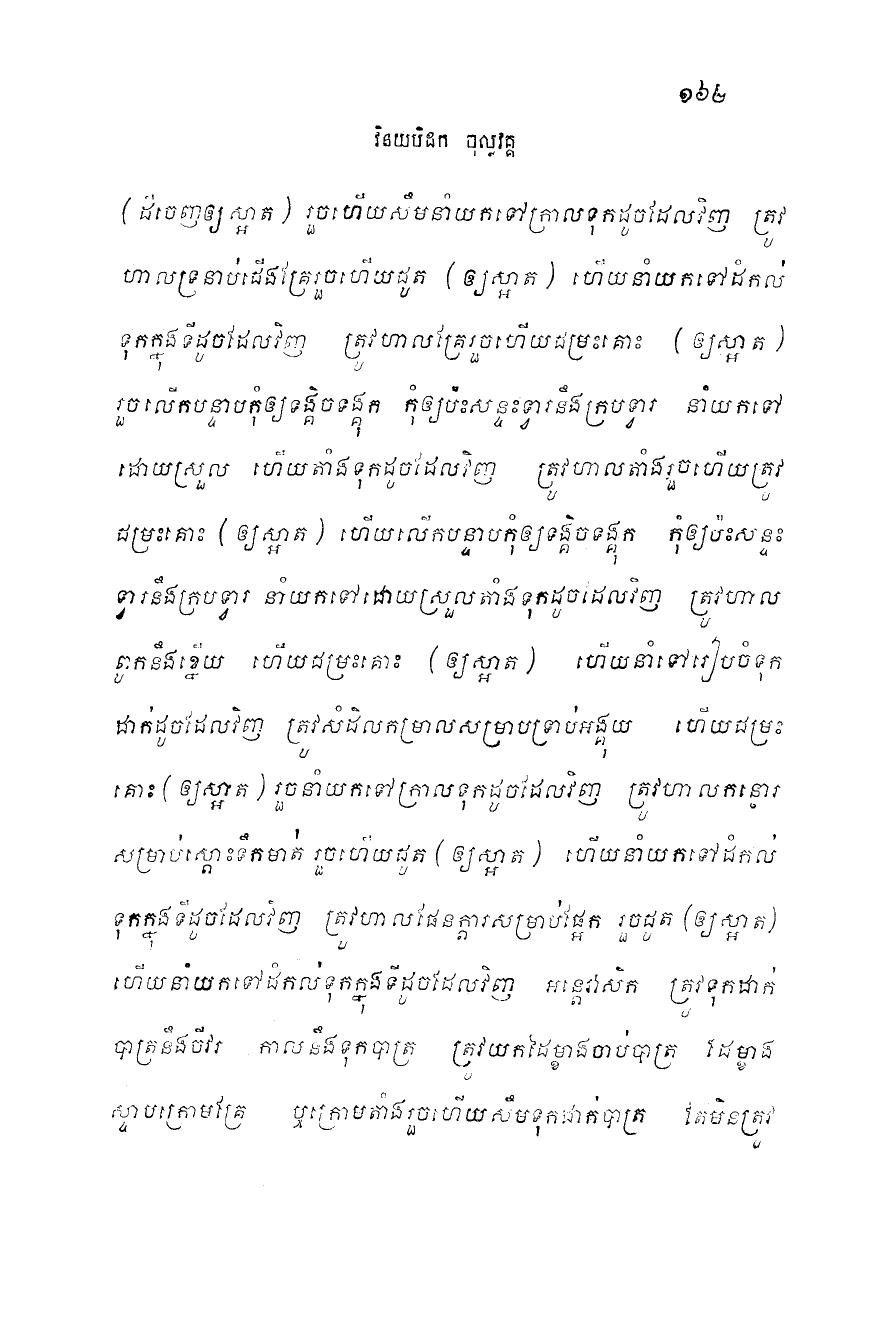 ១៦៤
វិនយបិដក ចុល្លវគ្គ
(ដ៏ចេញឲ្យស្អាត) រួចហើយសឹមនាំយកទៅក្រាលទុកដូចដែលវិញ ត្រូវ
ហាលទ្រនាប់ជើងគ្រែរួចហើយជូត (ឲ្យស្អាត) ហើយនាំយកទៅដំកល់
ទុកក្នុងទីដូចដែលវិញ ត្រូវហាលគ្រែរួចហើយជម្រះគោះ (ឲ្យស្អាត)
រួចលើកបន្ទាបកុំឲ្យទង្គិចទង្គុក កុំឲ្យប៉ះសន្ទះទ្វារនឹងក្របទ្វារ នាំយកទៅ
ដោយស្រួល ហើយតាំងទុកដូចដែលវិញ ត្រូវហាលតាំងរួចហើយត្រូវ
ជម្រះគោះ (ឲ្យស្អាត) ហើយលើកបន្ទាបកុំឲ្យទង្គិចទង្គុក កុំឲ្យប៉ះសន្ទះ
ទ្វារនឹងក្របទ្វារ នាំយកទៅដោយស្រួលតាំងទុកដូចដែលវិញ ត្រូវហាល
ពូកនឹងខ្នើយ ហើយជម្រះគោះ (ឲ្យស្អាត) ហើយនាំទៅរៀបចំទុក
ដាក់ដូចដែលវិញ ត្រូវសំដិលកម្រាលសម្រាបទ្រាប់អង្គុយ ហើយជម្រះ
គោះ (ឲ្យស្អាត) រួចនាំយកទៅក្រាលទុកដូចដែលវិញ ត្រូវហាលកន្ថោរ
សម្រាប់ស្តោះទឹកមាត់ រួចហើយជូត (ឲ្យស្អាត) ហើយនាំយកទៅដំកល់
ទុកក្នុងទីដូចដែលវិញ ត្រូវហាលផែនក្តារសម្រាប់ផ្អែក រួចជូត (ឲ្យស្អាត)
ហើយនាំយកទៅដំកល់ទុកក្នុងទីដូចដែលវិញ អន្តេវាសិក ត្រូវទុកដាក់
បាត្រនឹងចីវរ កាលនឹងទុកបាត្រ ត្រូវយកដៃម្ខាងចាប់បាត្រ ដៃម្ខាង
ស្ទាបក្រោមគ្រែ ឬក្រោមតាំងរួចហើយសឹមទុកដាក់បាត្រ តែមិនត្រូវ